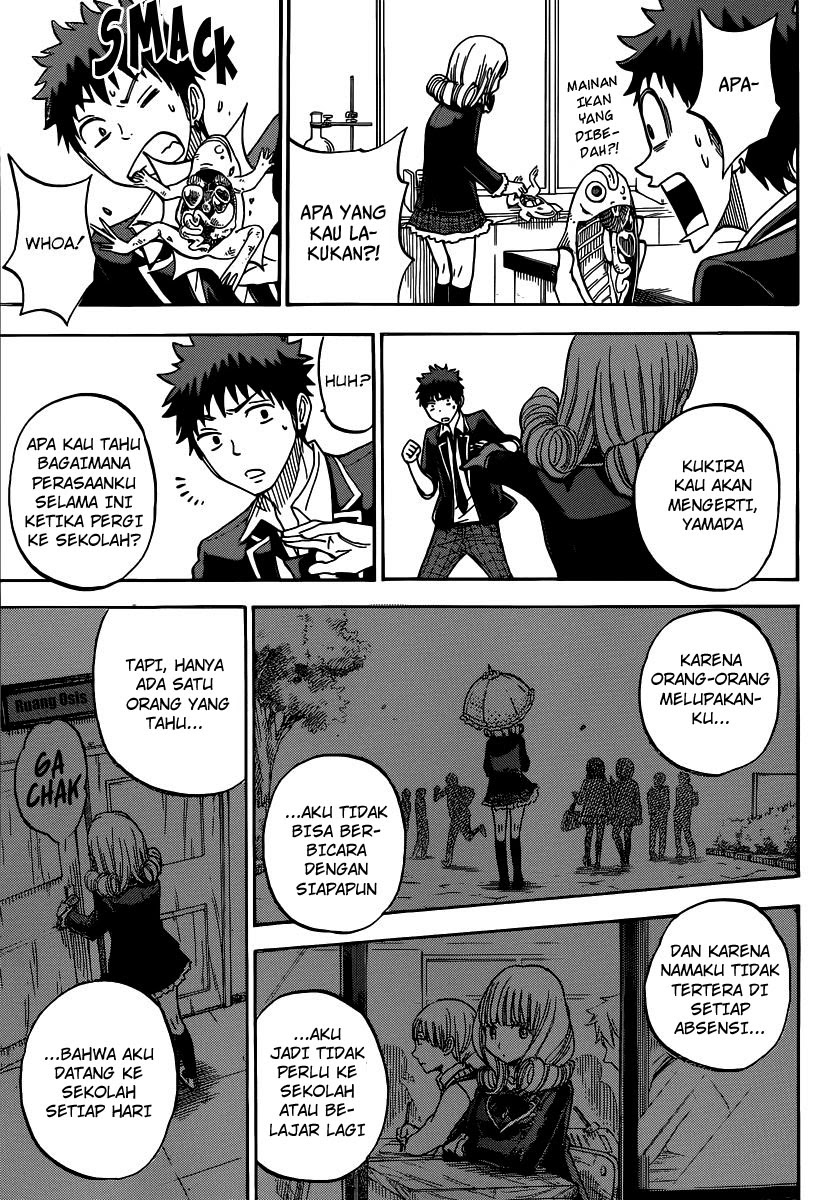 APA-
MAINAN
IKAN
YANG
DIBE-
DAH?!
APA YANG
KAU LA-
KUKAN?!
SMACK
WHOA!
KUKIRA
KAU AKAN
MENGERTI,
YAMADA
HUH?
APA KAU TAHU
BAGAIMANA
PERASAANKU
SELAMA INI
KETIKA PERGI
KE SEKOLAH?
KARENA
ORANG-ORANG
MELUPAKAN-
KU...
...AKU TIDAK
BISA BER-
BICARA
DENGAN
SIAPAPUN
DAN KARENA
NAMAKU TIDAK
TERTERA DI
SETIAP
ABSENSI...
...AKU
JADI TIDAK
PERLU KE
SEKOLAH
ATAU BE-
LAJAR LAGI
TAPI, HANYA
ADA SATU
ORANG YANG
TAHU...
Ruang Osis
GA
CHAK
...BAHWA AKU
DATANG KE
SEKOLAH
SETIAP HARI